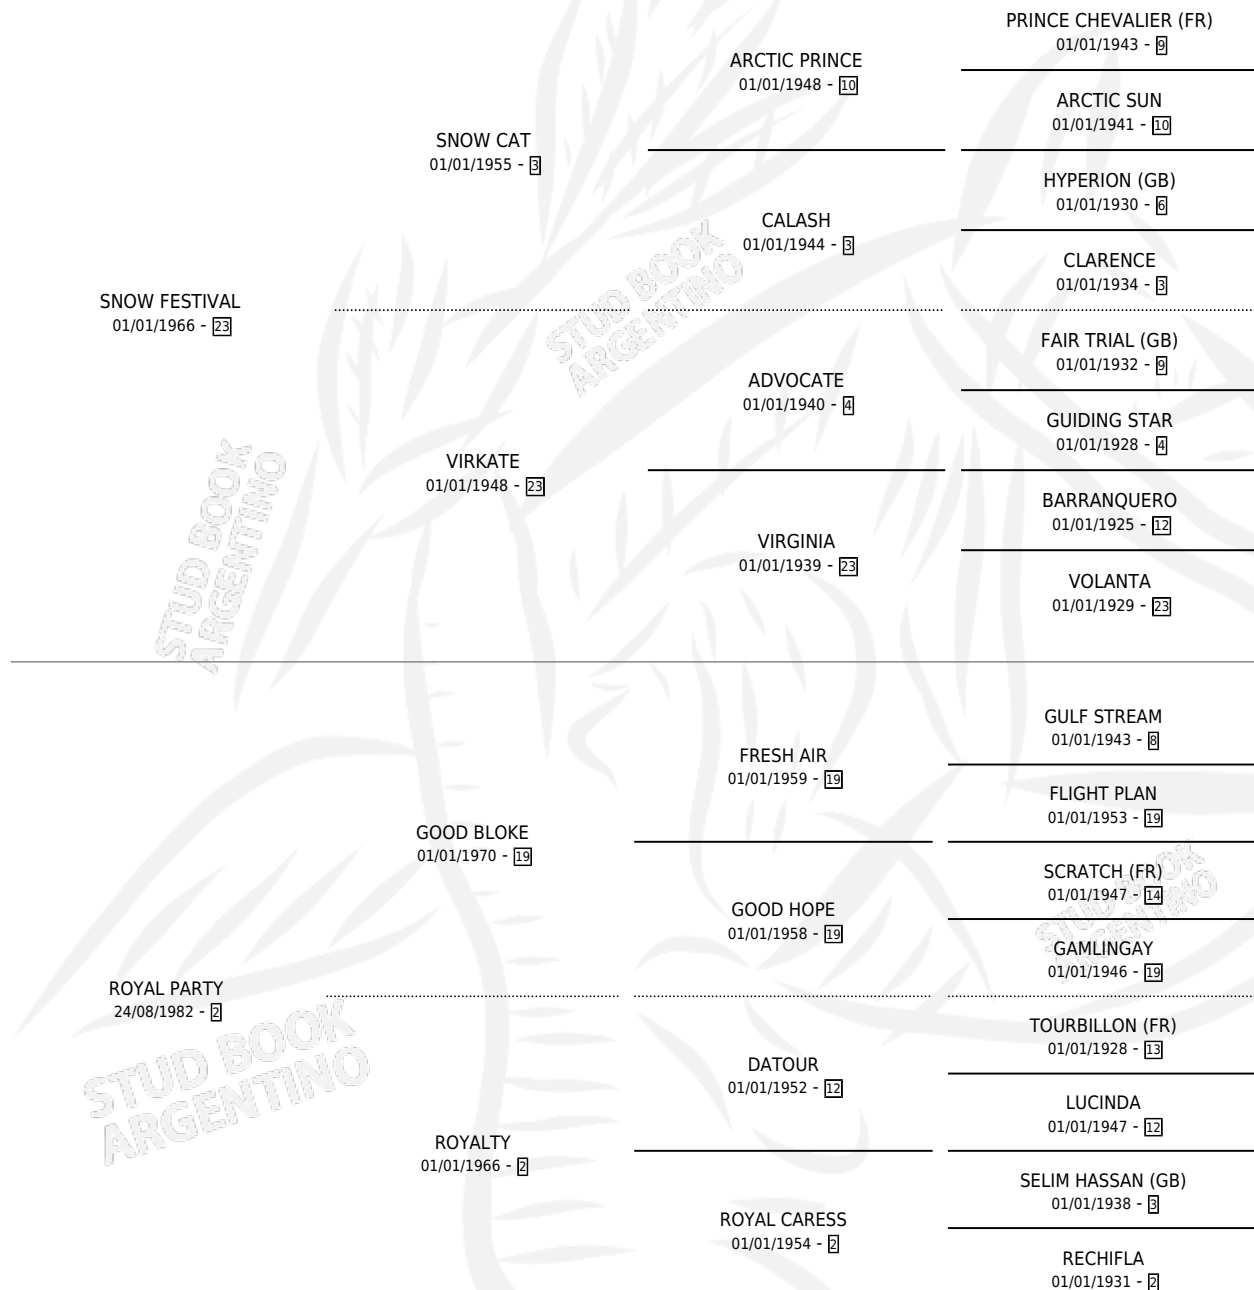 PRINCE CHEVALIER (FR)
01/01/1943 - 9
ARCTIC PRINCE
01/01/1948 - 10
ARCTIC SUN
01/01/1941 - 10
SNOW CAT
01/01/1955 - 3
HYPERION (GB)
01/01/1930 - 6
CALASH
01/01/1944 - 3
CLARENCE
01/01/1934 - 3
SNOW FESTIVAL
01/01/1966 - 23
FAIR TRIAL (GB)
01/01/1932 - 9
ADVOCATE
01/01/1940 - 4
GUIDING STAR
01/01/1928 - 4
VIRKATE
01/01/1948 - 23
BARRANQUERO
01/01/1925 - 12
VIRGINIA
01/01/1939 - 23
VOLANTA
01/01/1929 - 23
GULF STREAM
01/01/1943 - 8
FRESH AIR
01/01/1959 - 19
FLIGHT PLAN
01/01/1953 - 19
GOOD BLOKE
01/01/1970 - 19
SCRATCH (FR)
01/01/1947 - 14
GOOD HOPE
01/01/1958 - 19
GAMLINGAY
01/01/1946 - 19
ROYAL PARTY
24/08/1982 - 2
TOURBILLON (FR)
01/01/1928 - 13
DATOUR
01/01/1952 - 12
LUCINDA
01/01/1947 - 12
ROYALTY
01/01/1966 - 2
SELIM HASSAN (GB)
01/01/1938 - 3
ROYAL CARESS
01/01/1954 - 2
RECHIFLA
01/01/1931 - 2
STUD BOOK
ARGENTINO
STUD BOOK
ARGENTINO
STUD BOOK
ARGENTINO
STUD BOOK
ARGENTINO